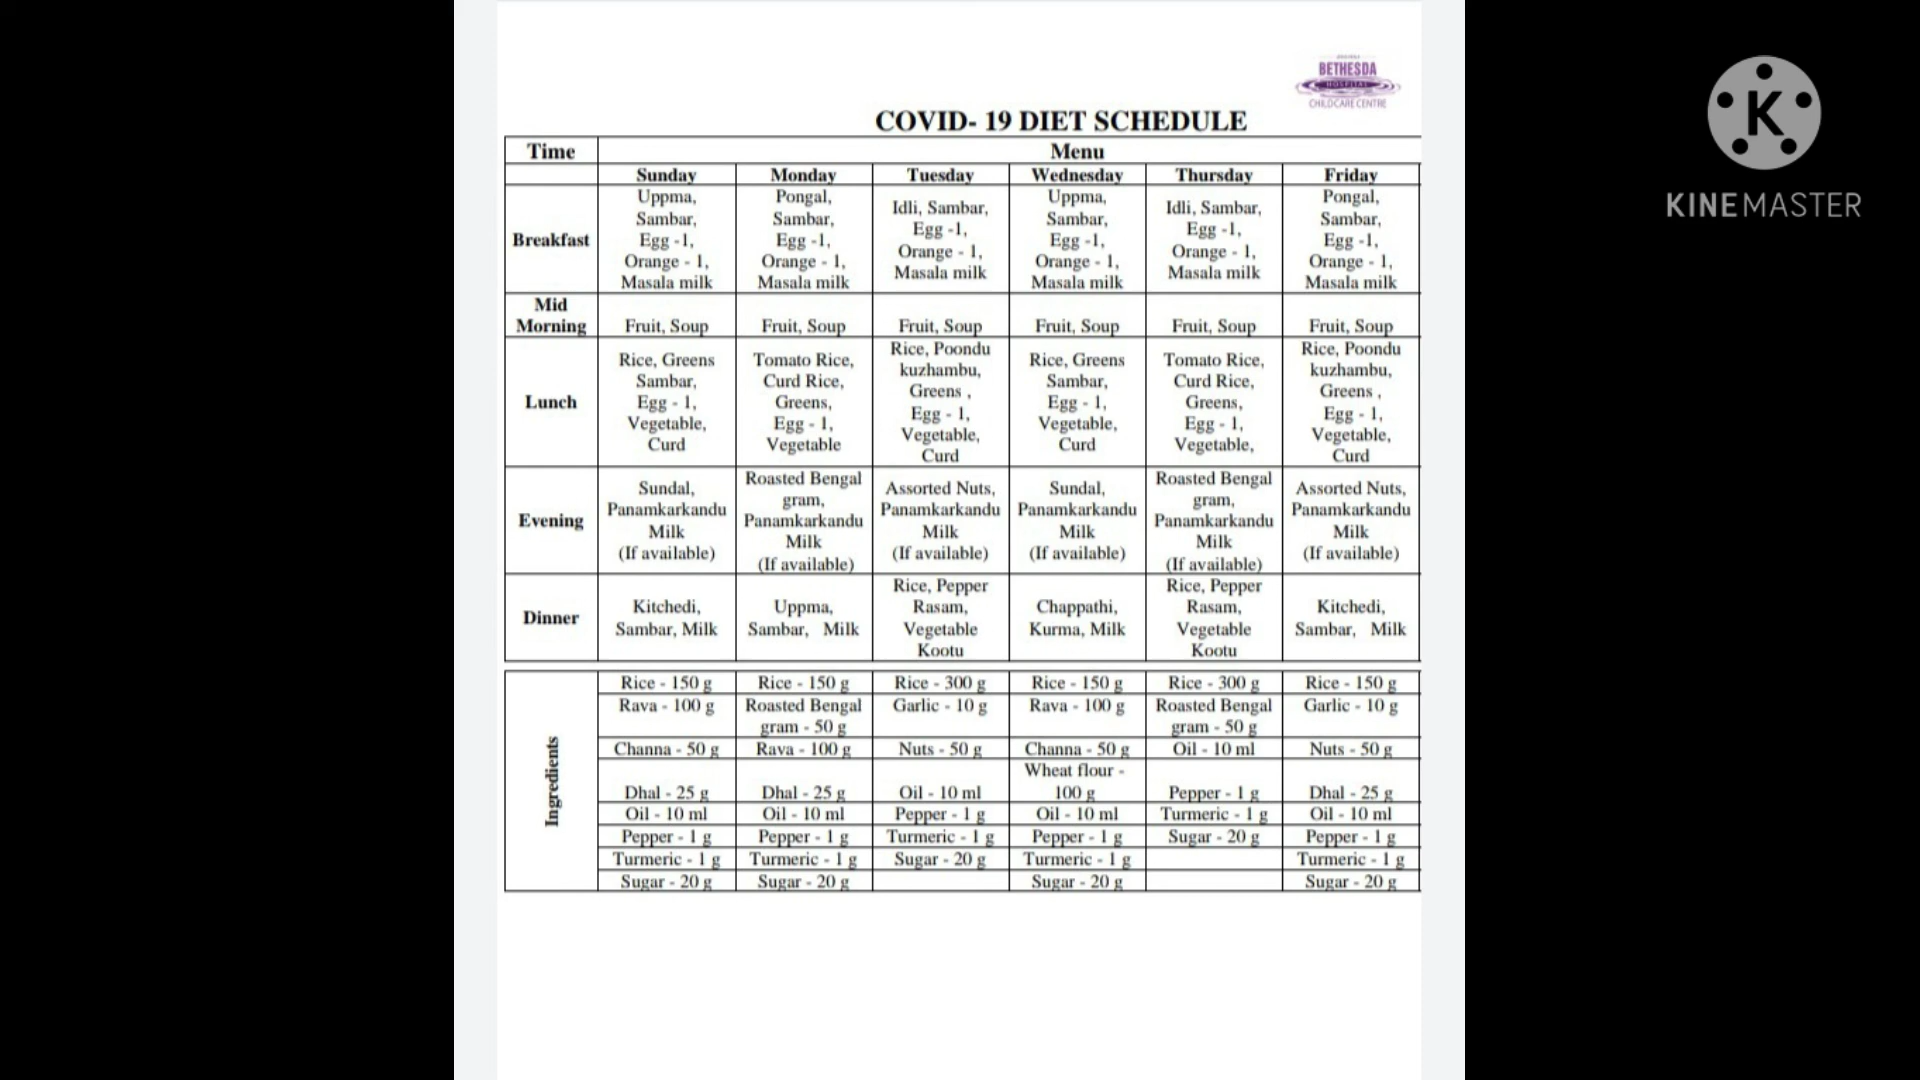 BETHESDA
HOSPITAL
CHILDCARE CENTRE
KINEMASTER
COVID- 19 DIET SCHEDULE
Time Menu
Sunday Monday Tuesday Wednesday Thursday Friday
Breakfast
Uppma,
Sambar,
Egg -1,
Orange - 1,
Masala milk
Pongal,
Sambar,
Egg -1,
Orange - 1,
Masala milk
Idli, Sambar,
Egg -1,
Orange - 1,
Masala milk
Uppma,
Sambar,
Egg -1,
Orange - 1,
Masala milk
Idli, Sambar,
Egg -1,
Orange - 1,
Masala milk
Pongal,
Sambar,
Egg -1,
Orange - 1,
Masala milk
Mid
Morning Fruit, Soup Fruit, Soup Fruit, Soup Fruit, Soup Fruit, Soup Fruit, Soup
Lunch
Rice, Greens
Sambar,
Egg - 1,
Vegetable,
Curd
Tomato Rice,
Curd Rice,
Greens,
Egg - 1,
Vegetable
Rice, Poondu
kuzhambu,
Greens ,
Egg - 1,
Vegetable,
Curd
Rice, Greens
Sambar,
Egg - 1,
Vegetable,
Curd
Tomato Rice,
Curd Rice,
Greens,
Egg - 1,
Vegetable,
Rice, Poondu
kuzhambu,
Greens ,
Egg - 1,
Vegetable,
Curd
Evening
Sundal,
Panamkarkandu
Milk
(If available)
Roasted Bengal
gram,
Panamkarkandu
Milk
(If available)
Assorted Nuts,
Panamkarkandu
Milk
(If available)
Sundal,
Panamkarkandu
Milk
(If available)
Roasted Bengal
gram,
Panamkarkandu
Milk
(If available)
Assorted Nuts,
Panamkarkandu
Milk
(If available)
Dinner
Kitchedi,
Sambar, Milk
Uppma,
Sambar, Milk
Rice, Pepper
Rasam,
Vegetable
Kootu
Chappathi,
Kurma, Milk
Rice, Pepper
Rasam,
Vegetable
Kootu
Kitchedi,
Sambar, Milk
Ingredients
Rice - 150 g Rice - 150 g Rice - 300 g Rice - 150 g Rice - 300 g Rice - 150 g
Rava - 100 g Roasted Bengal Garlic - 10 g Rava - 100 g Roasted Bengal Garlic - 10 g
gram - 50 g gram - 50 g
Channa - 50 g Rava - 100 g Nuts - 50 g Channa - 50 g Oil - 10 ml Nuts - 50 g
Wheat flour -
Dhal - 25 g Dhal - 25 g Oil - 10 ml 100 g Pepper - 1 g Dhal - 25 g
Oil - 10 ml Oil - 10 ml Pepper - 1 g Oil - 10 ml Turmeric - 1 g Oil - 10 ml
Pepper - 1 g Pepper - 1 g Turmeric - 1 g Pepper - 1 g Sugar - 20 g Pepper - 1 g
Turmeric - 1 g Turmeric - 1 g Sugar - 20 g Turmeric - 1 g Turmeric - 1 g
Sugar - 20 g Sugar - 20 g Sugar - 20 g Sugar - 20 g